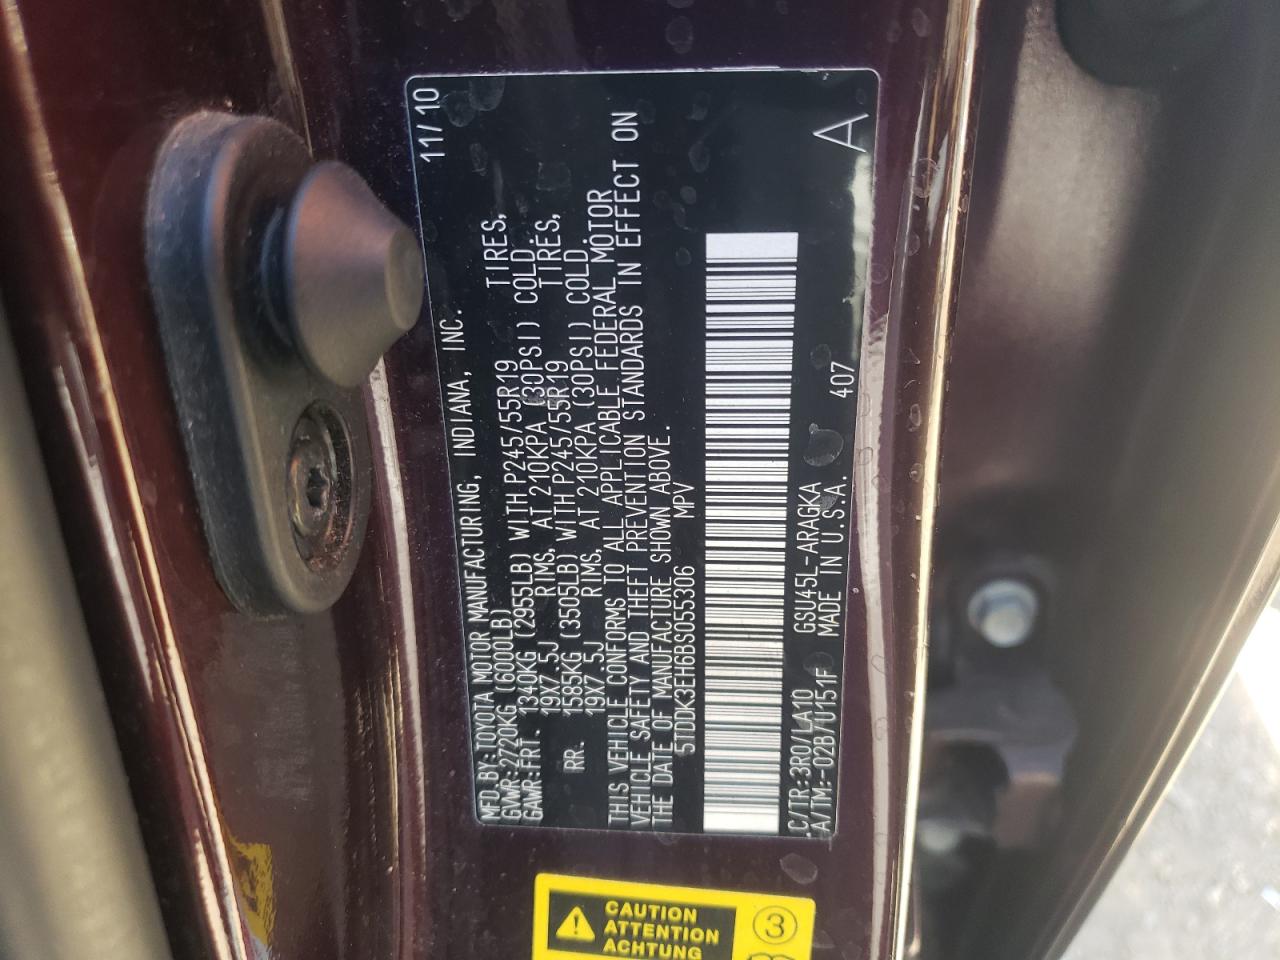 MFD.BY:TOYOTA MOTOR MANUFACTURING, INDIANA, INC. 11/10
GVWR:2720KG (6000LB)
GAWR:FRT. 1340KG (2955LB) WITH P245/55R19 TIRES,
19X7.5J RIMS, AT 210KPA (30PSI) COLD.
RR. 1585KG (3505LB) WITH P245/55R19 TIRES,
19X7.5J RIMS, AT 210KPA (30PSI) COLD.
THIS VEHICLE CONFORMS TO ALL APPLICABLE FEDERAL MOTOR
VEHICLE SAFETY AND THEFT PREVENTION STANDARDS IN EFFECT ON
THE DATE OF MANUFACTURE SHOWN ABOVE.
5TDDK3EH6BS055306 MPV
C/TR:3R0/LA10 GSU45L-ARAGKA
A/TM:-02B/U151F MADE IN U.S.A. 407 A
CAUTION
ATTENTION
ACHTUNG
3